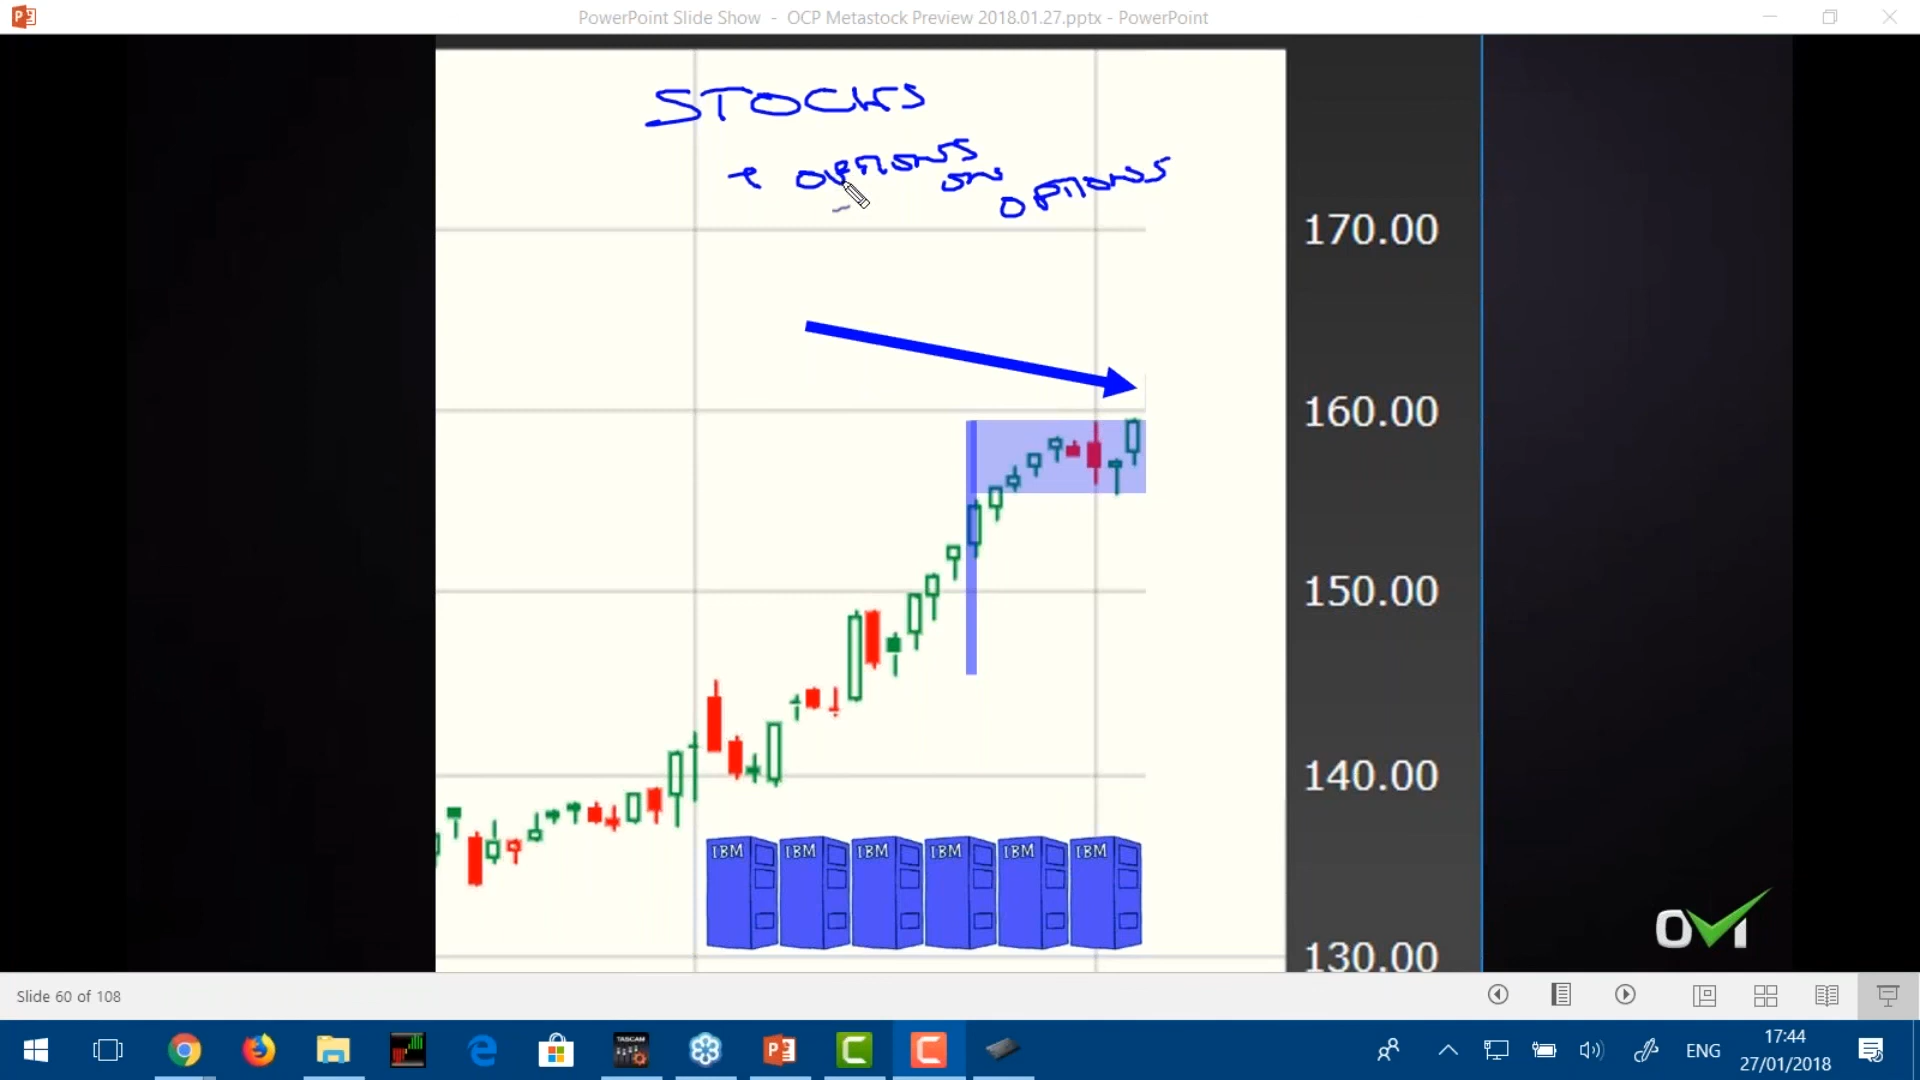 PowerPoint Slide Show - OCP Metastock Preview 2018.01.27.pptx - PowerPoint
STOCKS
+ OPTIONS
ON
OPTIONS
170.00
160.00
150.00
140.00
130.00
IBM IBM IBM IBM IBM IBM
OVI
Slide 60 of 108
TASCAM
ENG
17:44
27/01/2018